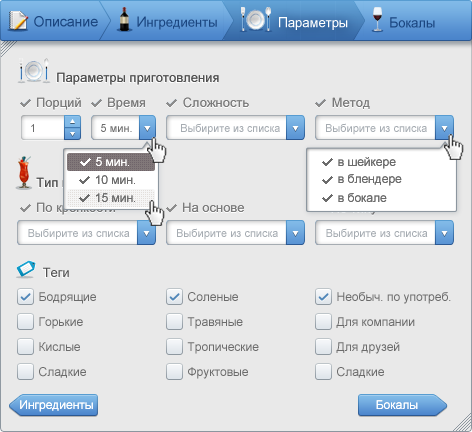 Описание Ингредиенты Параметры Бокалы
Параметры приготовления
Порций Время Сложность Метод
1 5 мин. Выбирите из списка Выбирите из списка
5 мин.
10 мин.
15 мин.
в шейкере
в блендере
в бокале
Тип
По На основе
Выбирите из списка Выбирите из списка Выбирите из списка
Теги
Бодрящие Соленые Необыч. по употреб.
Горькие Травяные Для компании
Кислые Тропические Для друзей
Сладкие Фруктовые Сладкие
Ингредиенты Бокалы